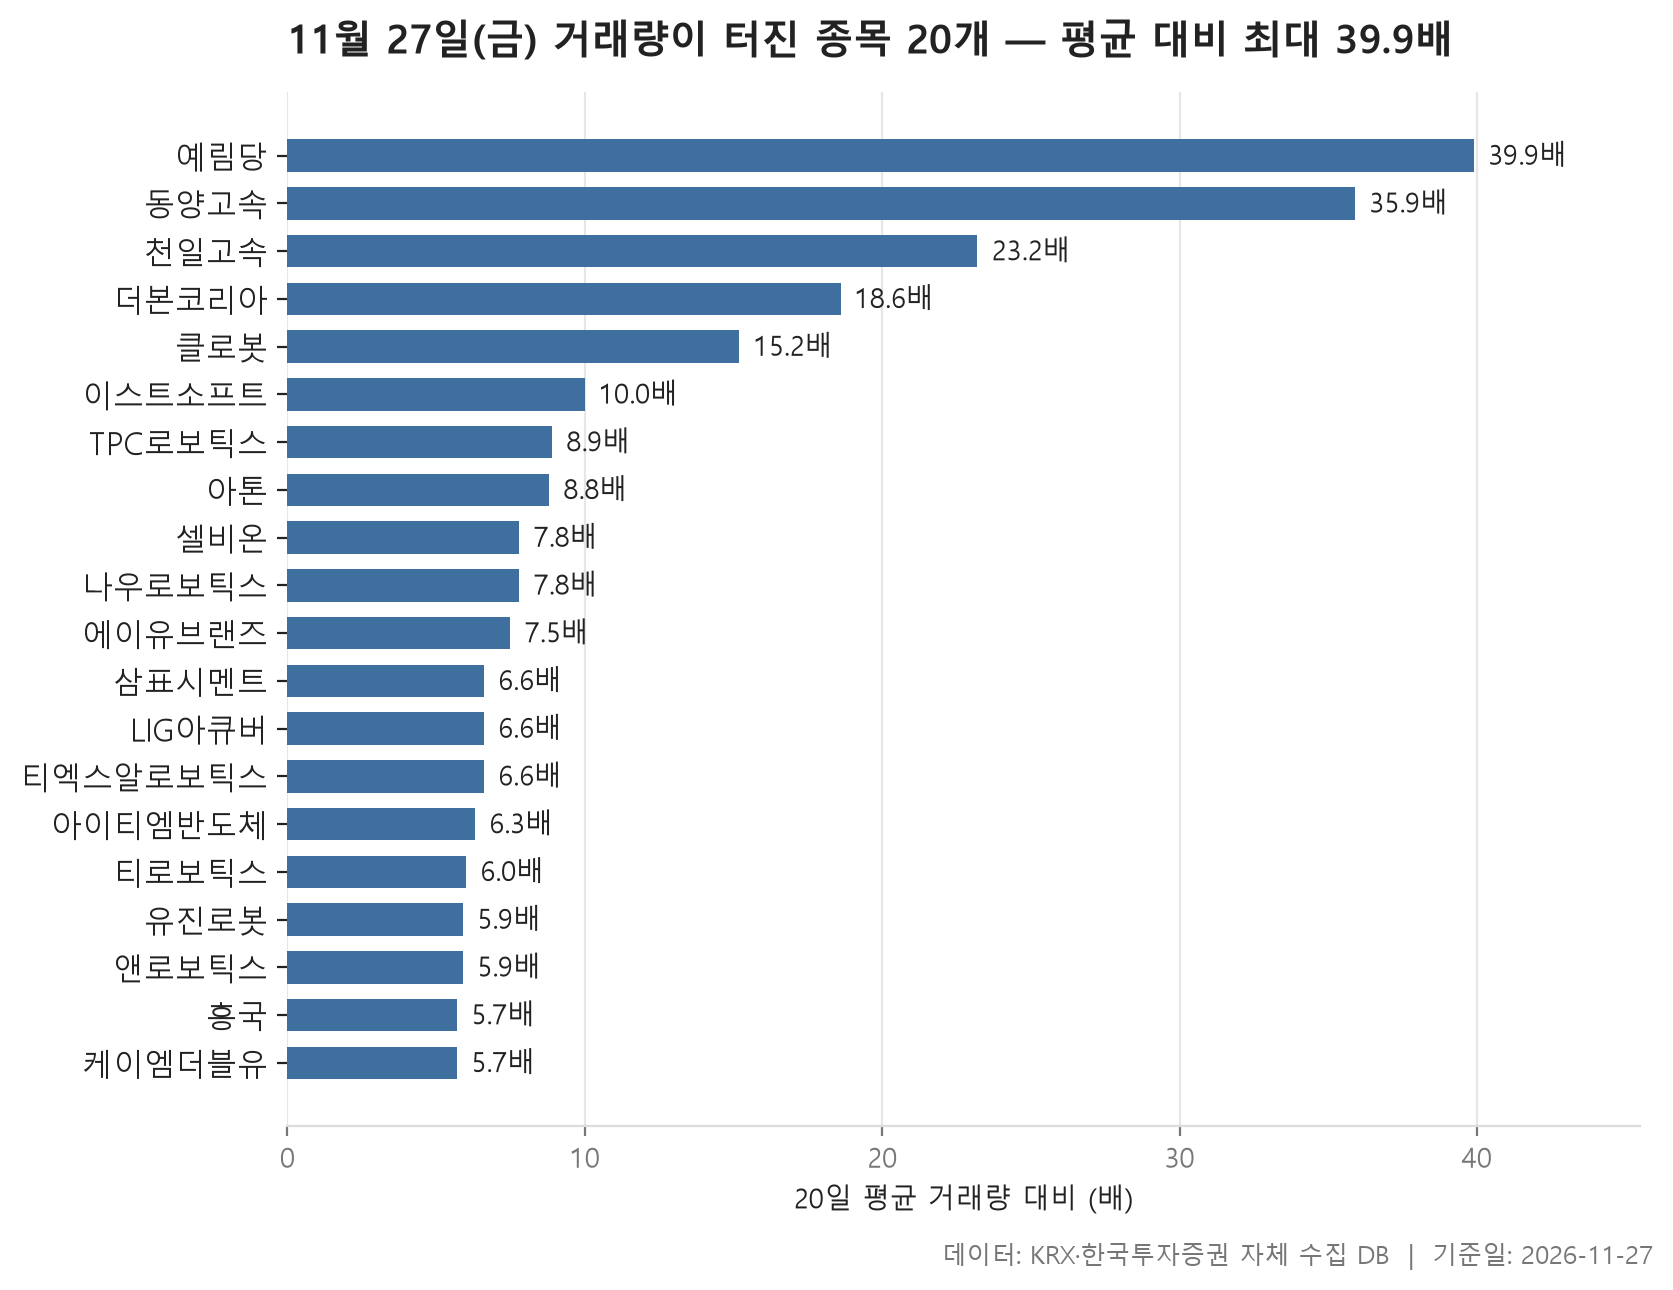 11월 27일(금) 거래량이 터진 종목 20개 — 평균 대비 최대 39.9배
예림당 39.9배
동양고속 35.9배
천일고속 23.2배
더본코리아 18.6배
클로봇 15.2배
이스트소프트 10.0배
TPC로보틱스 8.9배
아톤 8.8배
셀비온 7.8배
나우로보틱스 7.8배
에이유브랜즈 7.5배
삼표시멘트 6.6배
LIG아큐버 6.6배
티엑스알로보틱스 6.6배
아이티엠반도체 6.3배
티로보틱스 6.0배
유진로봇 5.9배
앤로보틱스 5.9배
흥국 5.7배
케이엠더블유 5.7배
0 10 20 30 40
20일 평균 거래량 대비 (배)
데이터: KRX·한국투자증권 자체 수집 DB | 기준일: 2026-11-27